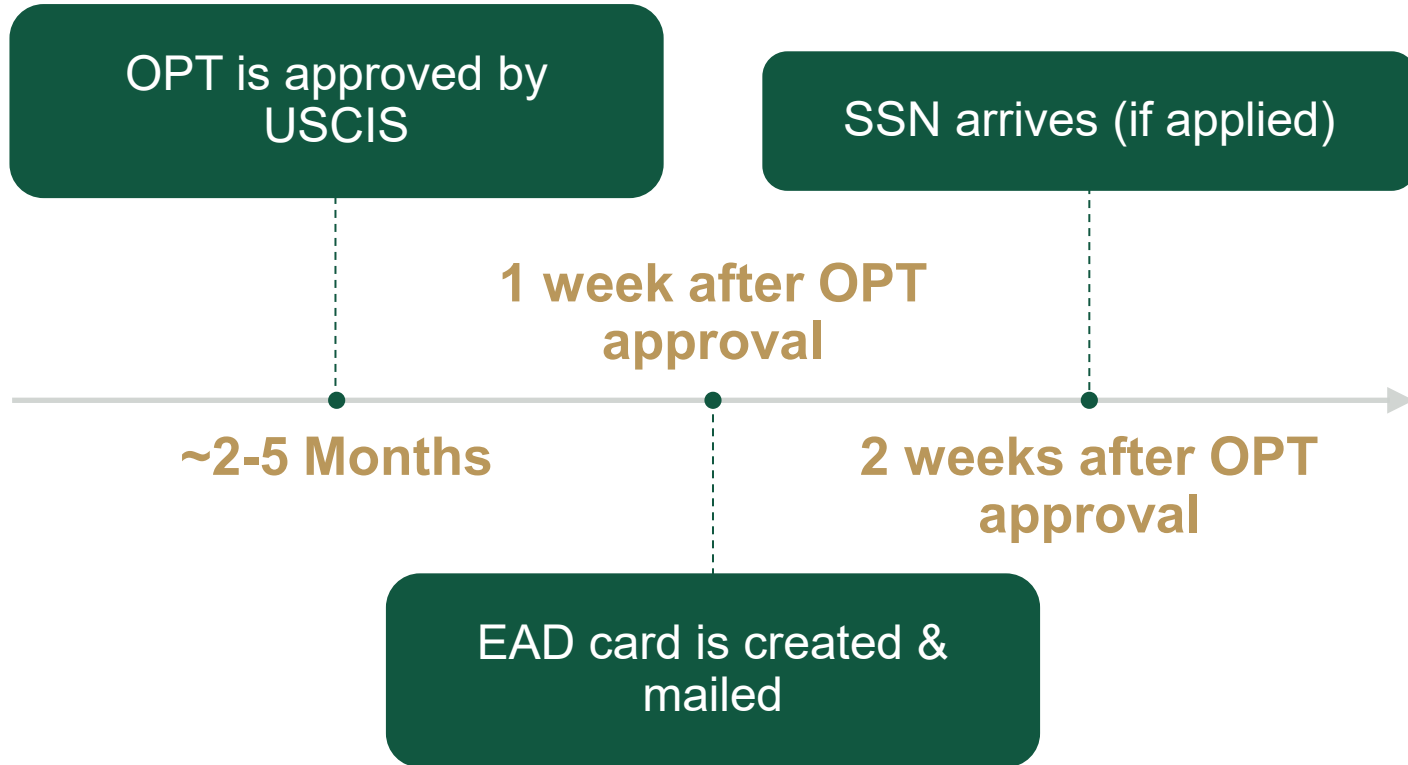 OPT is approved by
USCIS
SSN arrives (if applied)
1 week after OPT
approval
~2-5 Months
2 weeks after OPT
approval
EAD card is created &
mailed